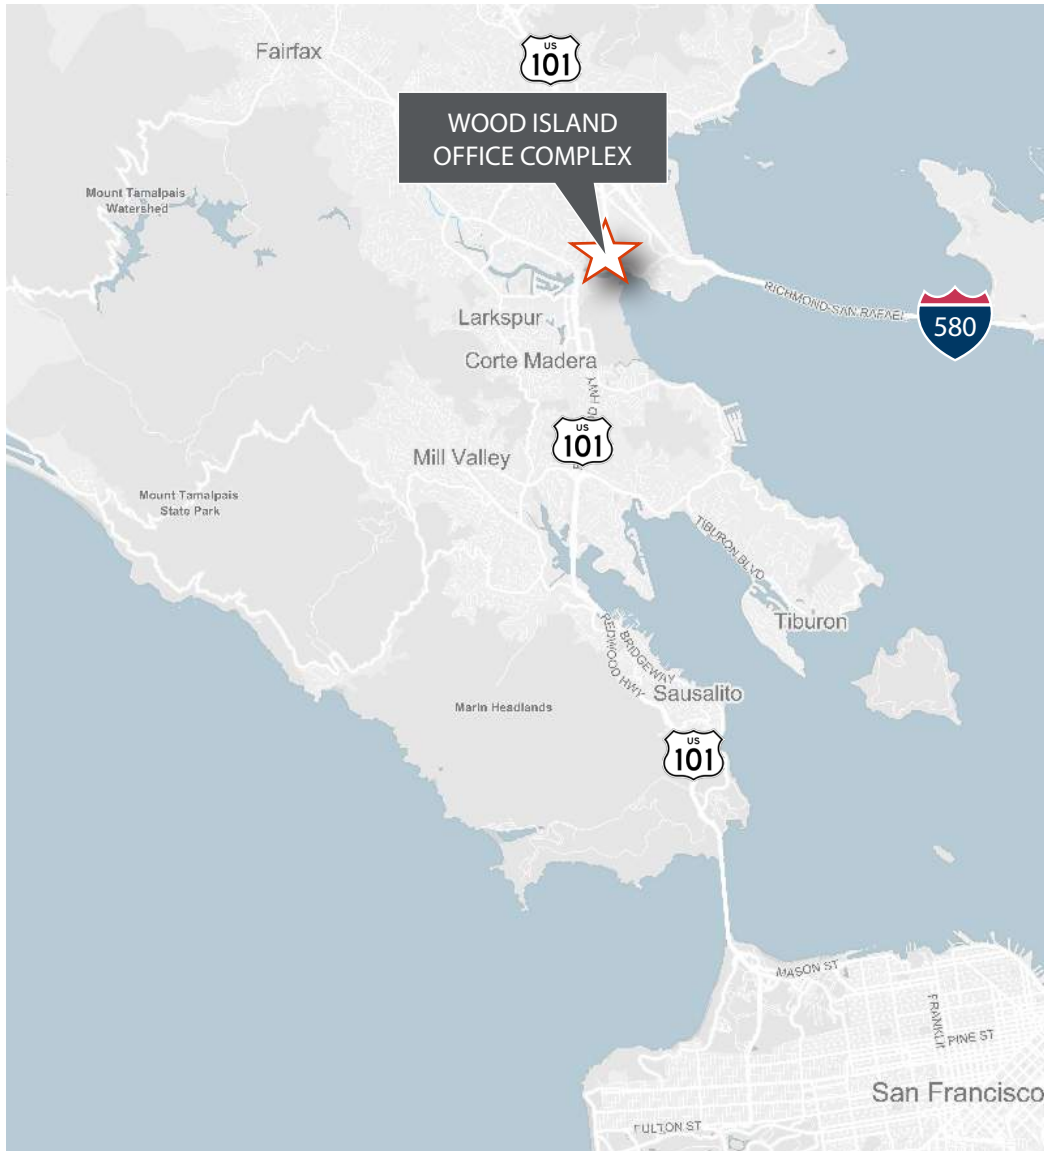 Fairfax
US
101
WOOD ISLAND
OFFICE COMPLEX
Mount Tamalpais
Watershed
RICHMOND-SAN RAFAEL
580
Larkspur
Corte Madera
US
101
Mill Valley
Mount Tamalpais
State Park
TIBURON BLVD
Tiburon
BRIDGEWAY
REDWOOD HWY
Sausalito
Marin Headlands
US
101
MASON ST
FRANKLIN
PINE ST
San Francisco
FULTON ST